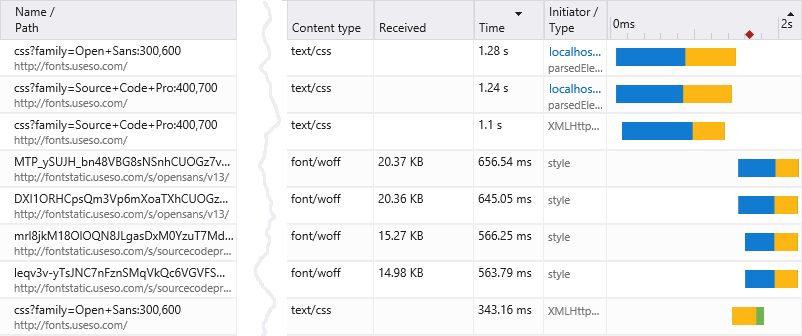 Name /
Path
Content type
Received
Time
Initiator /
Type
0ms
2s
css?family=Open+Sans:300,600
http://fonts.useso.com/
text/css
1.28 s
localhos...
parsedEle...
css?family=Source+Code+Pro:400,700
http://fonts.useso.com/
text/css
1.24 s
localhos...
parsedEle...
css?family=Source+Code+Pro:400,700
http://fonts.useso.com/
text/css
1.1 s
XMLHttp...
MTP_ySUJH_bn48VBG8sNSnhCUOGz7v...
http://fontstatic.useso.com/s/opensans/v13/
font/woff
20.37 KB
656.54 ms
style
DXI1ORHCpsQm3Vp6mXoaTXhCUOGz...
http://fontstatic.useso.com/s/opensans/v13/
font/woff
20.36 KB
645.05 ms
style
mrl8jkM18OlOQN8JLgasDxM0YzuT7Md...
http://fontstatic.useso.com/s/sourcecodepr...
font/woff
15.27 KB
566.25 ms
style
leqv3v-yTsJNC7nFznSMqVkQc6VGVFS...
http://fontstatic.useso.com/s/sourcecodepr...
font/woff
14.98 KB
563.79 ms
style
css?family=Open+Sans:300,600
http://fonts.useso.com/
text/css
343.16 ms
XMLHttp...